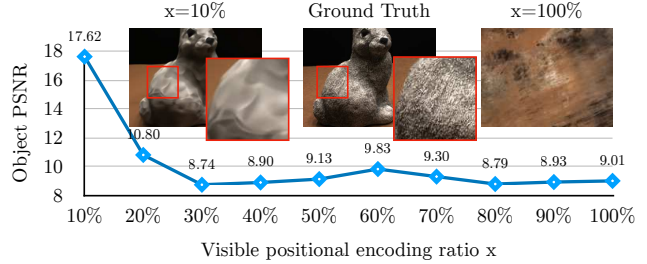 x=10% Ground Truth x=100%
17.62
18
16
14
12
10
8
Object PSNR
10.80
8.74 8.90 9.13 9.83 9.30 8.79 8.93 9.01
10% 20% 30% 40% 50% 60% 70% 80% 90% 100%
Visible positional encoding ratio x